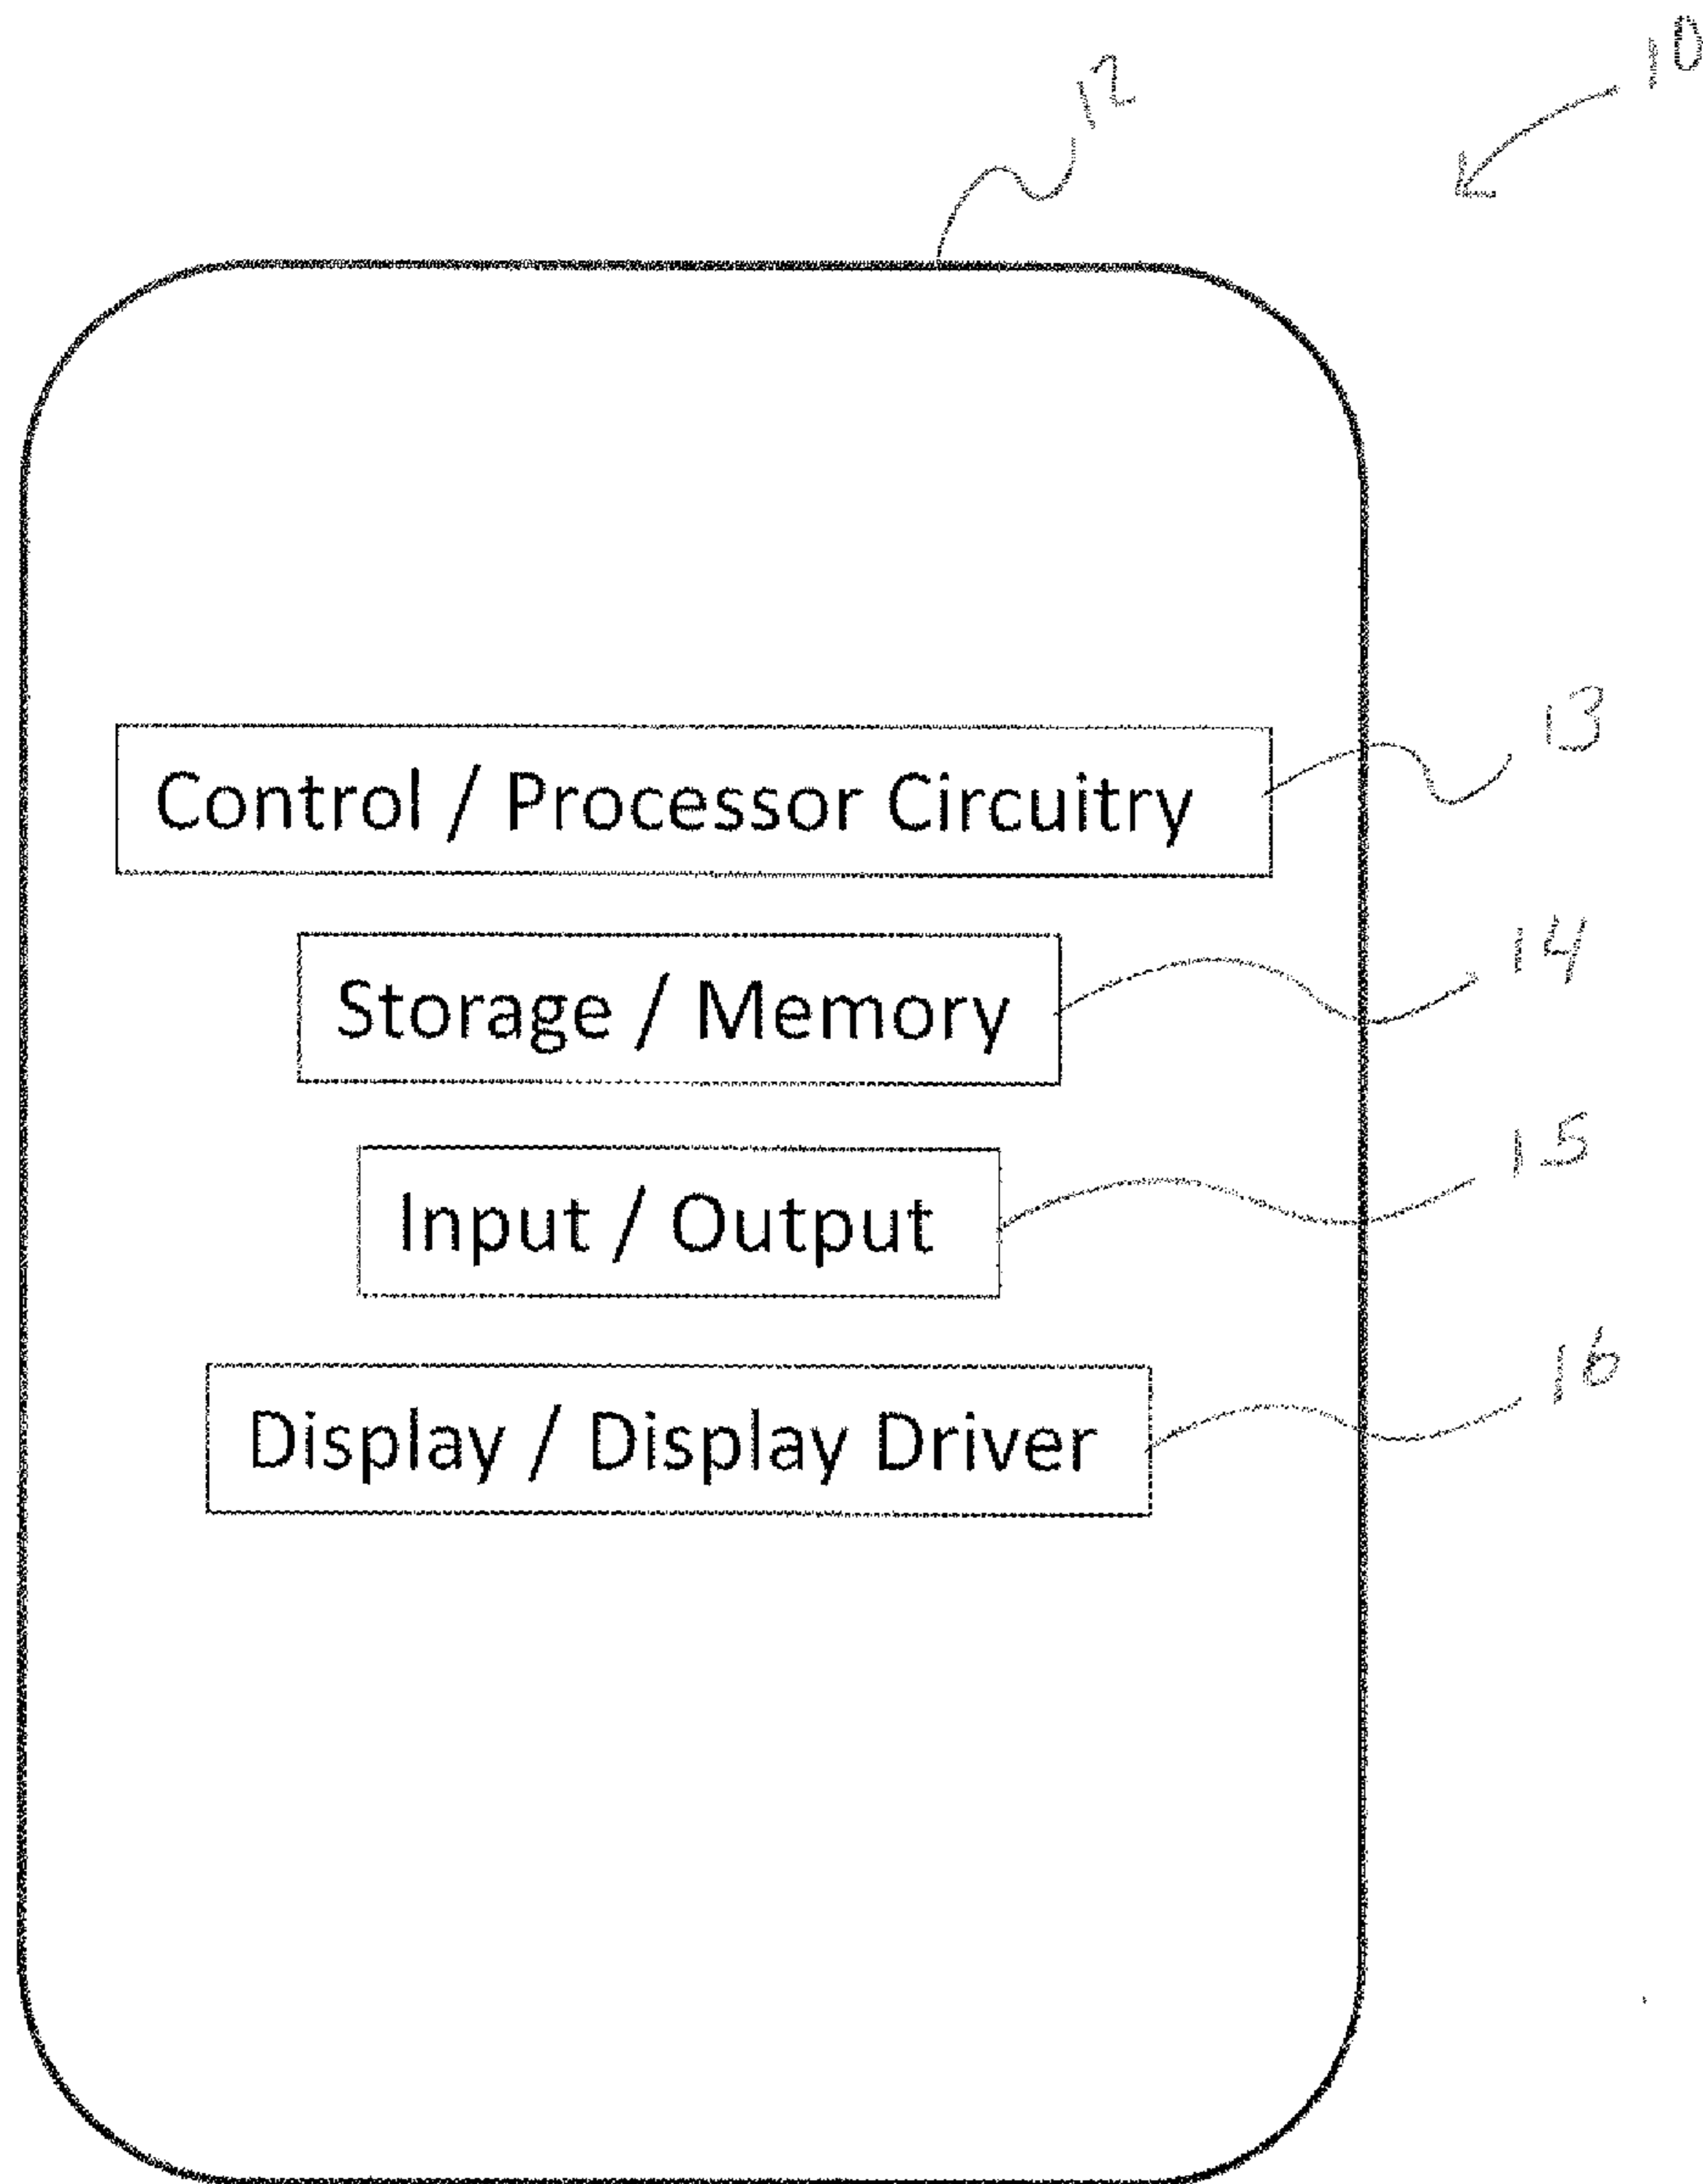 10
12
Control / Processor Circuitry
13
Storage / Memory
14
Input / Output
15
Display / Display Driver
16